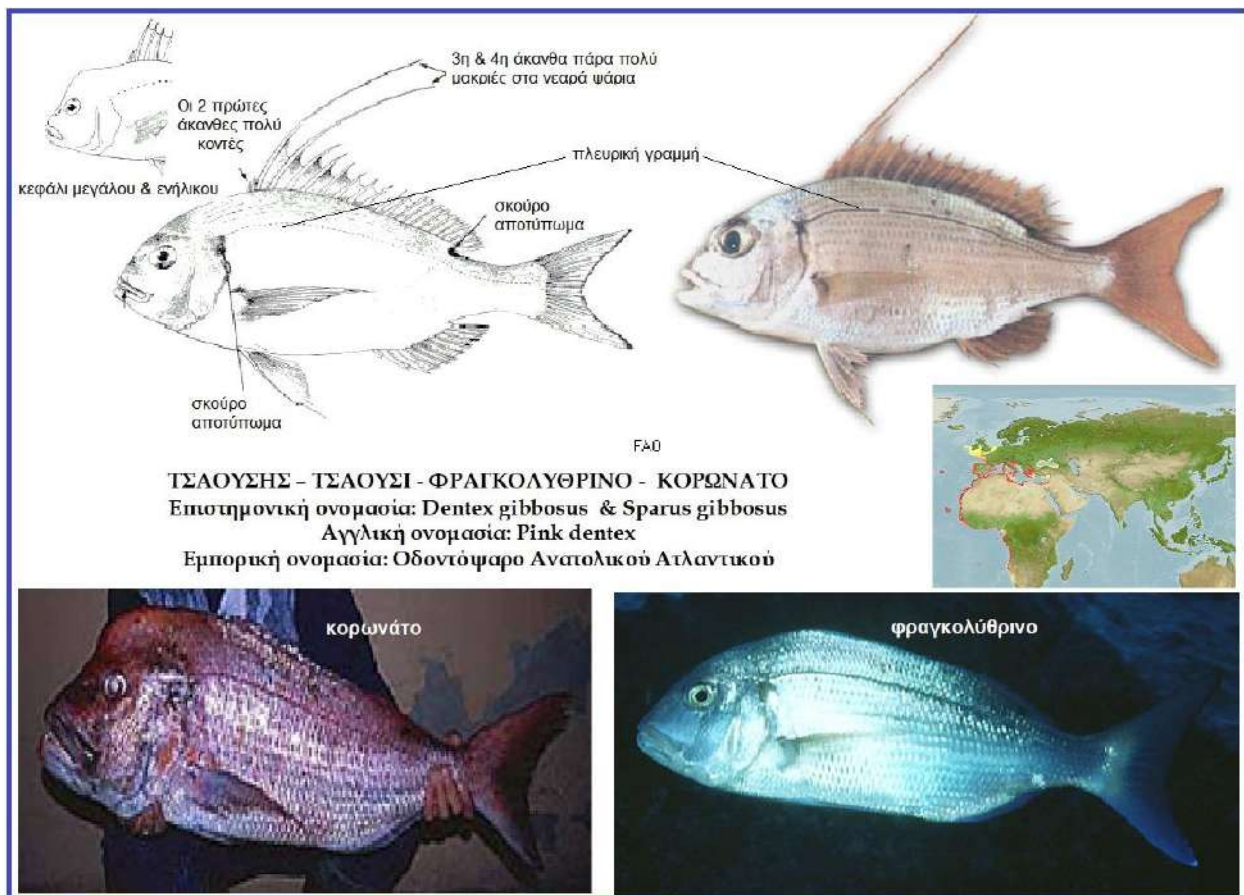 3η & 4η άκανθα πάρα πολύ
μακριές στα νεαρά ψάρια
Οι 2 πρώτες
άκανθες πολύ
κοντές
πλευρική γραμμή
κεφάλι μεγάλου & ενήλικου
σκούρο
αποτύπωμα
σκούρο
αποτύπωμα
FAO
ΤΣΑΟΥΣΗΣ – ΤΣΑΟΥΣΙ - ΦΡΑΓΚΟΛΥΘΡΙΝΟ - ΚΟΡΩΝΑΤΟ
Επιστημονική ονομασία: Dentex gibbosus & Sparus gibbosus
Αγγλική ονομασία: Pink dentex
Εμπορική ονομασία: Οδοντόψαρο Ανατολικού Ατλαντικού
κορωνάτο
φραγκολύθρινο